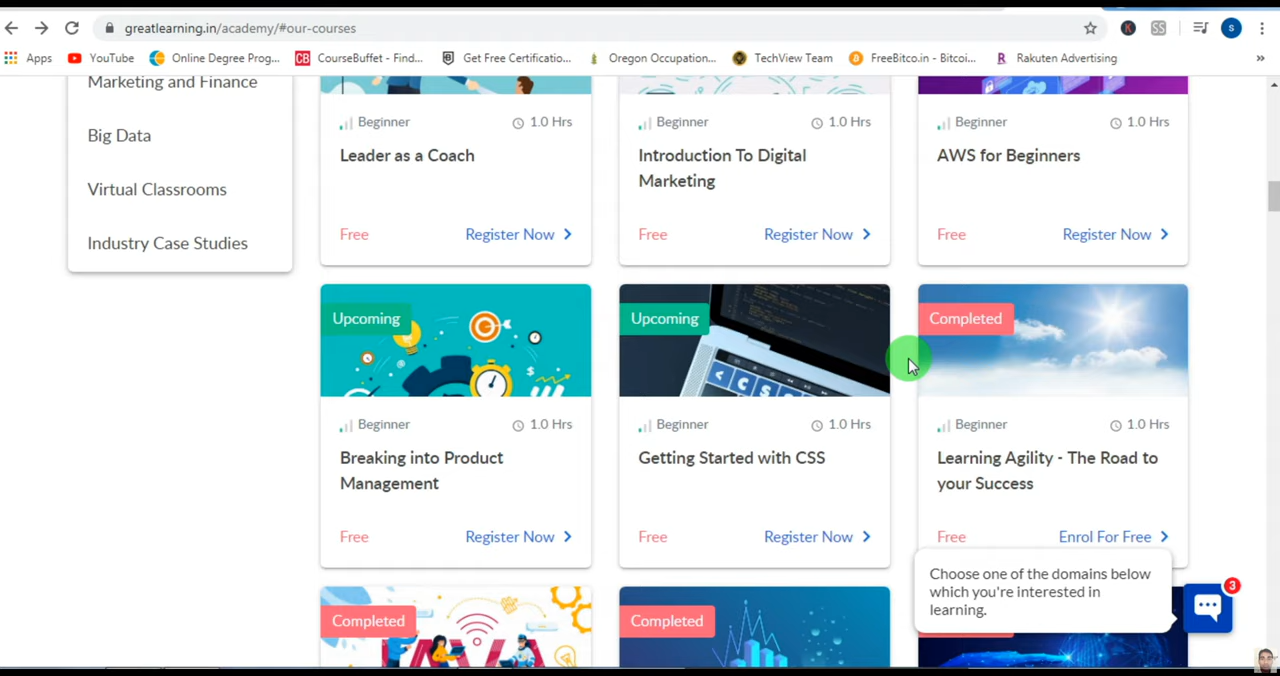 greatlearning.in/academy/#our-courses
K
SS
s
Apps
YouTube
Online Degree Prog...
CB CourseBuffet - Find...
Get Free Certificatio...
Oregon Occupation...
TechView Team
FreeBitco.in - Bitcoi...
R Rakuten Advertising
»
Marketing and Finance
Big Data
Virtual Classrooms
Industry Case Studies
Beginner 1.0 Hrs
Leader as a Coach
Free Register Now >
Beginner 1.0 Hrs
Introduction To Digital
Marketing
Free Register Now >
Beginner 1.0 Hrs
AWS for Beginners
Free Register Now >
Upcoming
Beginner 1.0 Hrs
Breaking into Product
Management
Free Register Now >
Upcoming
< C S S
Beginner 1.0 Hrs
Getting Started with CSS
Free Register Now >
Completed
Beginner 1.0 Hrs
Learning Agility - The Road to
your Success
Free Enrol For Free >
Choose one of the domains below
which you're interested in
learning.
3
Completed
Completed